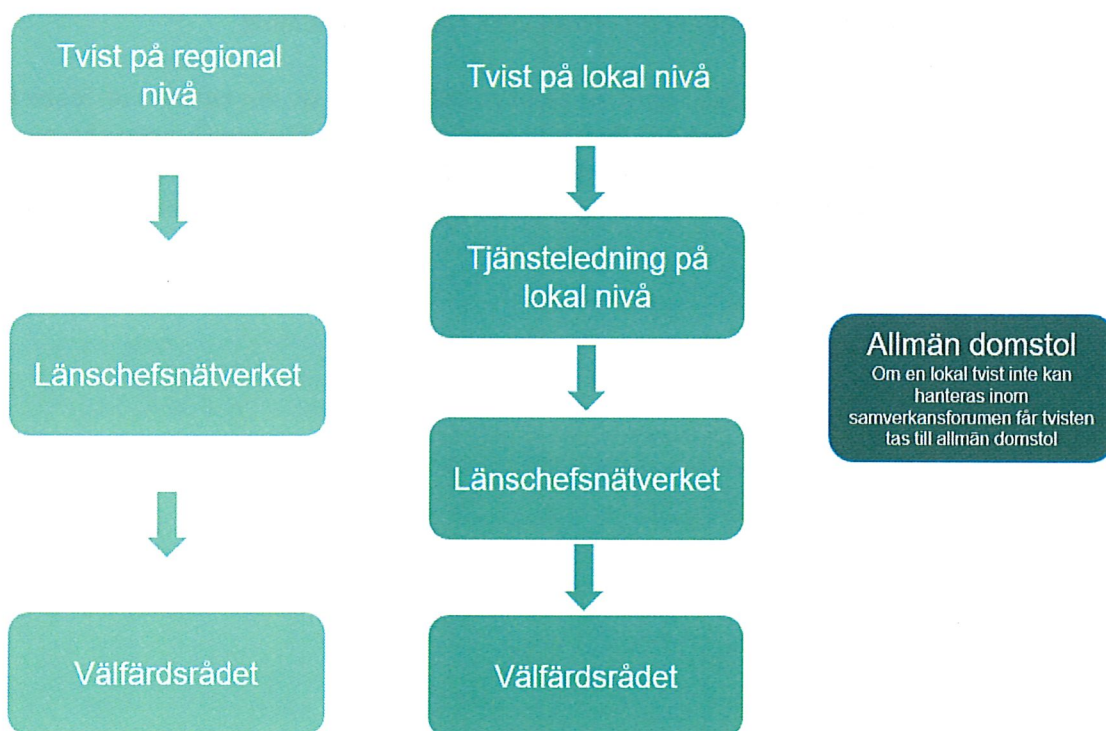 Tvist på regional
nivå
Länschefsnätverket
Välfärdsrådet
Tvist på lokal nivå
Tjänsteledning på
lokal nivå
Länschefsnätverket
Välfärdsrådet
Allmän domstol
Om en lokal tvist inte kan
hanteras inom
samverkansforumen får tvisten
tas till allmän domstol